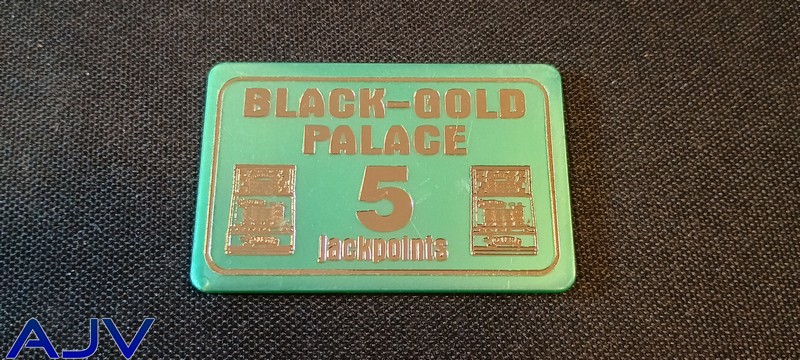 BLACK-GOLD
PALACE
5
jackpoints
AJV